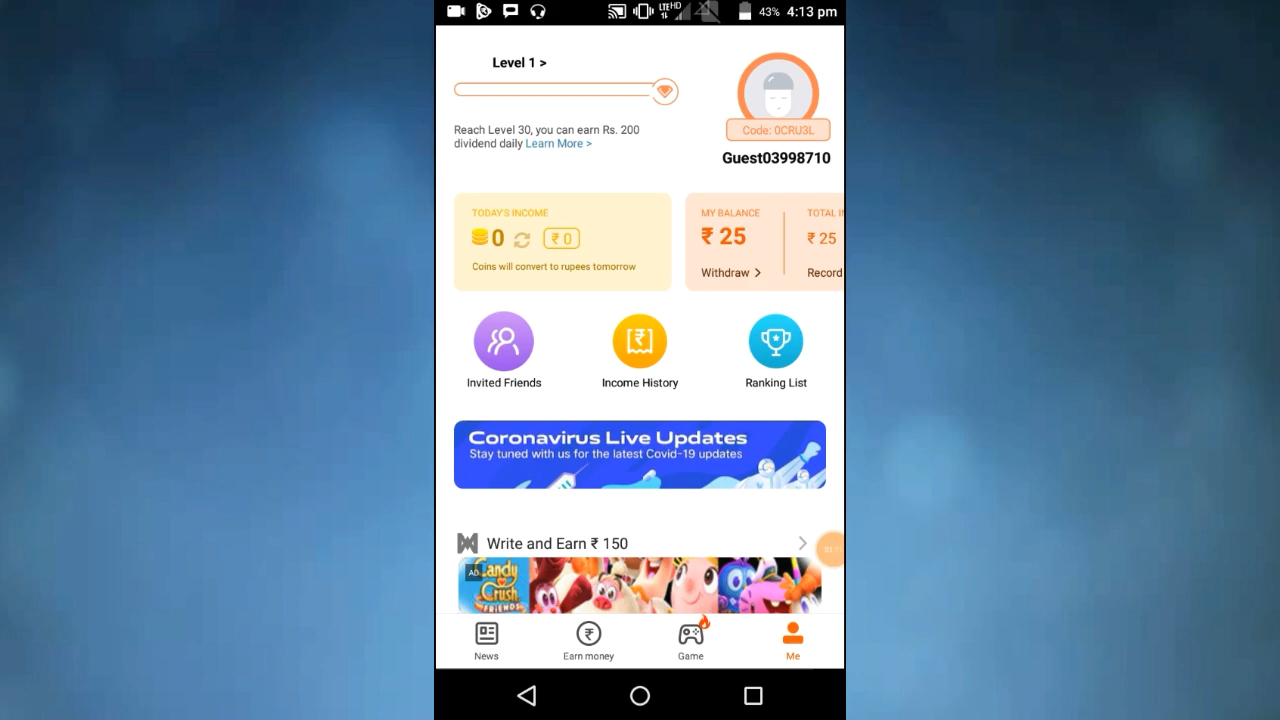 LTE HD 43% 4:13 pm
Level 1 >
Reach Level 30, you can earn Rs. 200
dividend daily Learn More >
Code: 0CRU3L
Guest03998710
TODAY'S INCOME
0 ₹ 0
Coins will convert to rupees tomorrow
MY BALANCE TOTAL
₹ 25 ₹ 25
Withdraw > Record
Invited Friends Income History Ranking List
Coronavirus Live Updates
Stay tuned with us for the latest Covid-19 updates
Write and Earn ₹ 150
AD Candy
Crush
FRIENDS
News Earn money Game Me